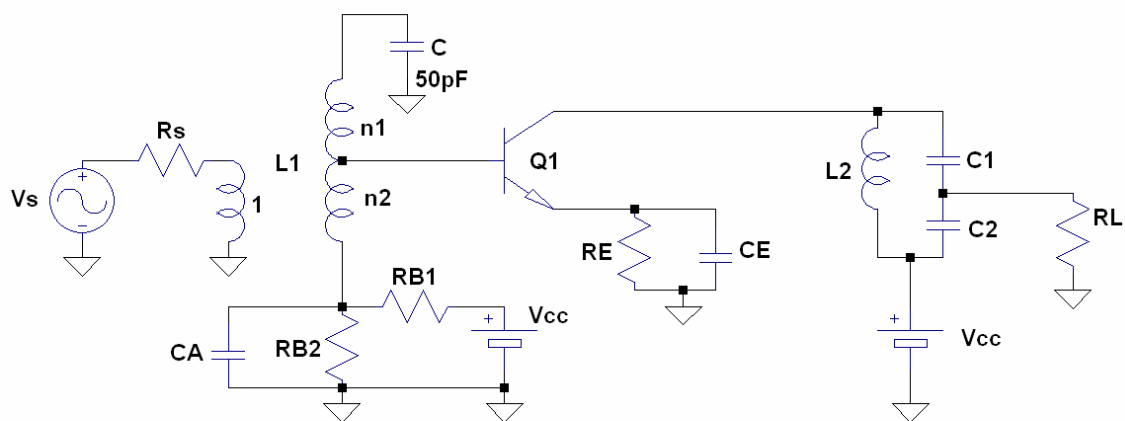 C
50pF
Rs
n1
L1
Q1
L2
C1
Vs
1
n2
C2
RL
RE
CE
RB1
Vcc
CA
RB2
Vcc